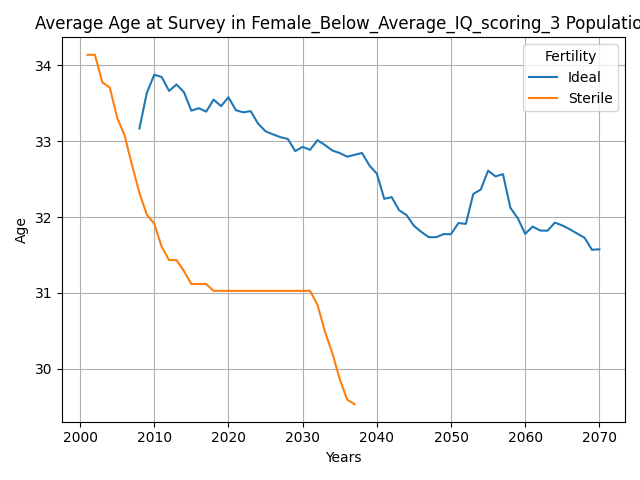 Average Age at Survey in Female_Below_Average_IQ_scoring_3 Populatio
Fertility
Ideal
Sterile
34
33
32
31
30
Age
2000 2010 2020 2030 2040 2050 2060 2070
Years